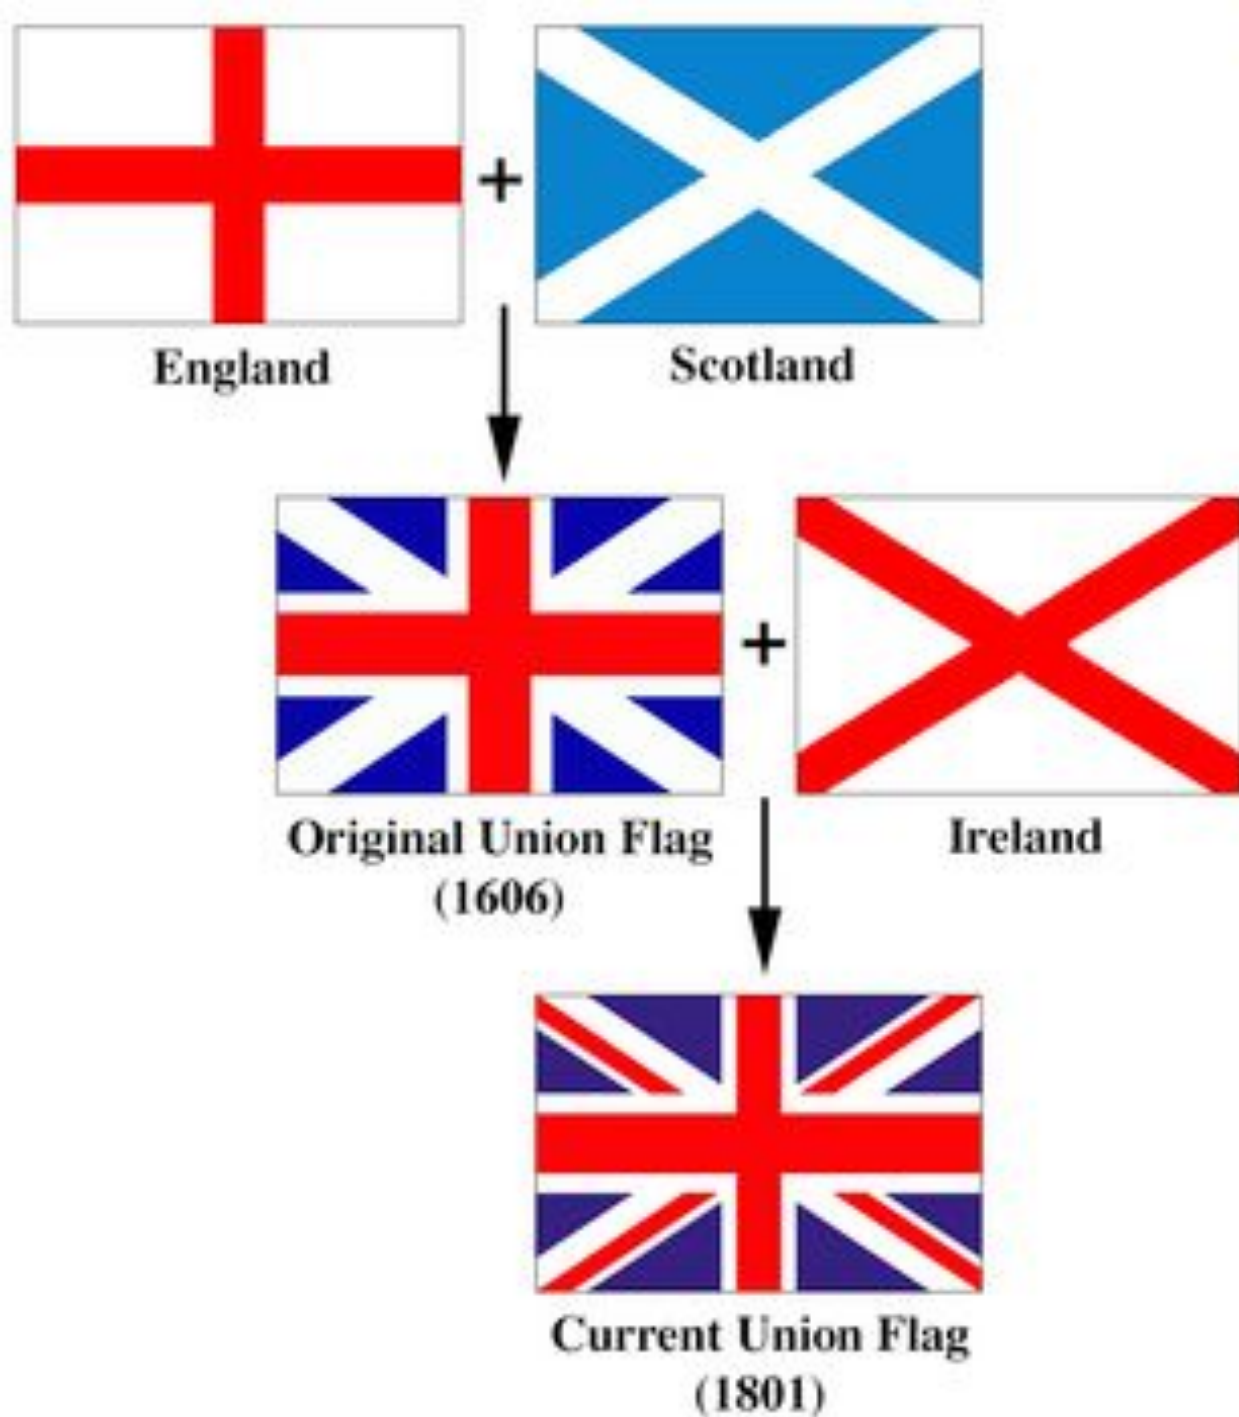 +
England
Scotland
+
Original Union Flag
(1606)
Ireland
Current Union Flag
(1801)